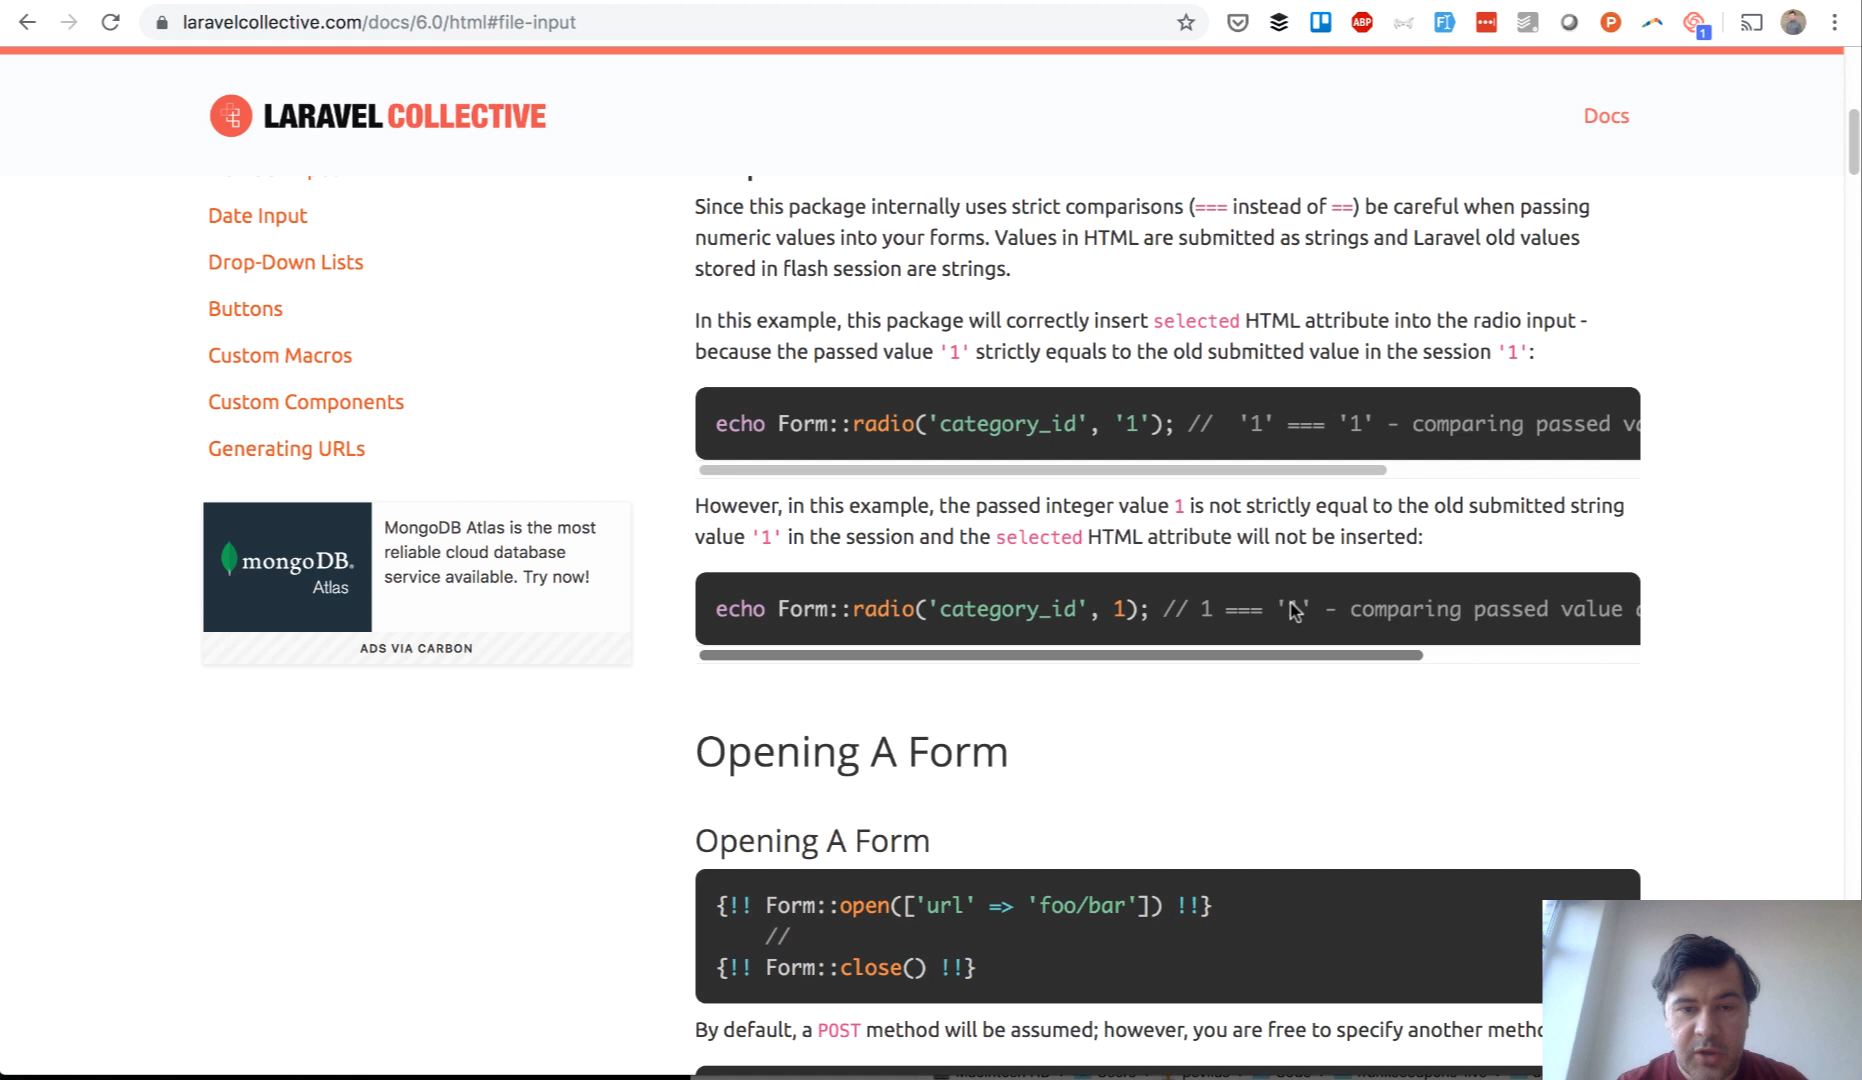 laravelcollective.com/docs/6.0/html#file-input
ABP
P
1
LARAVEL COLLECTIVE
Docs
Since this package internally uses strict comparisons (=== instead of ==) be careful when passing
numeric values into your forms. Values in HTML are submitted as strings and Laravel old values
stored in flash session are strings.
In this example, this package will correctly insert selected HTML attribute into the radio input -
because the passed value '1' strictly equals to the old submitted value in the session '1':
echo Form::radio('category_id', '1'); //  '1' === '1' - comparing passed
However, in this example, the passed integer value 1 is not strictly equal to the old submitted string
value '1' in the session and the selected HTML attribute will not be inserted:
echo Form::radio('category_id', 1); // 1 === ' ' - comparing passed value
Opening A Form
Opening A Form
{!! Form::open(['url' => 'foo/bar']) !!}
//
{!! Form::close() !!}
By default, a POST method will be assumed; however, you are free to specify another
Date Input
Drop-Down Lists
Buttons
Custom Macros
Custom Components
Generating URLs
mongoDB.
Atlas
MongoDB Atlas is the most
reliable cloud database
service available. Try now!
ADS VIA CARBON